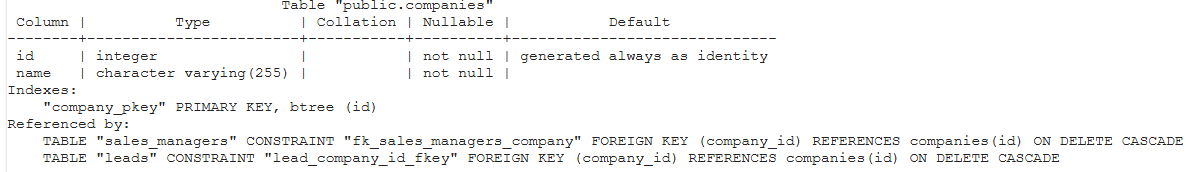 Table "public.companies"
 Column |          Type          | Collation | Nullable |           Default
--------+------------------------+-----------+----------+------------------------------
 id     | integer                |           | not null | generated always as identity
 name   | character varying(255) |           | not null |
Indexes:
    "company_pkey" PRIMARY KEY, btree (id)
Referenced by:
    TABLE "sales_managers" CONSTRAINT "fk_sales_managers_company" FOREIGN KEY (company_id) REFERENCES companies(id) ON DELETE CASCADE
    TABLE "leads" CONSTRAINT "lead_company_id_fkey" FOREIGN KEY (company_id) REFERENCES companies(id) ON DELETE CASCADE